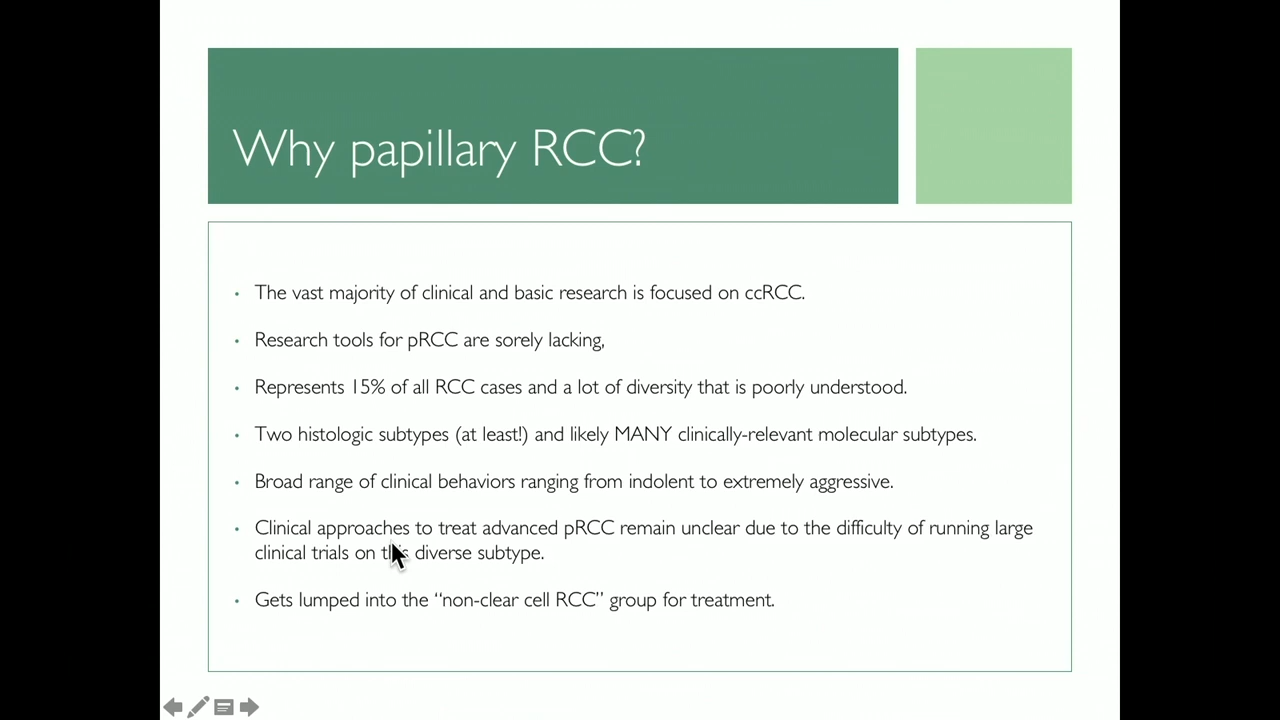 Why papillary RCC?
• The vast majority of clinical and basic research is focused on ccRCC.
• Research tools for pRCC are sorely lacking,
• Represents 15% of all RCC cases and a lot of diversity that is poorly understood.
• Two histologic subtypes (at least!) and likely MANY clinically-relevant molecular subtypes.
• Broad range of clinical behaviors ranging from indolent to extremely aggressive.
• Clinical approaches to treat advanced pRCC remain unclear due to the difficulty of running large
clinical trials on this diverse subtype.
• Gets lumped into the “non-clear cell RCC” group for treatment.